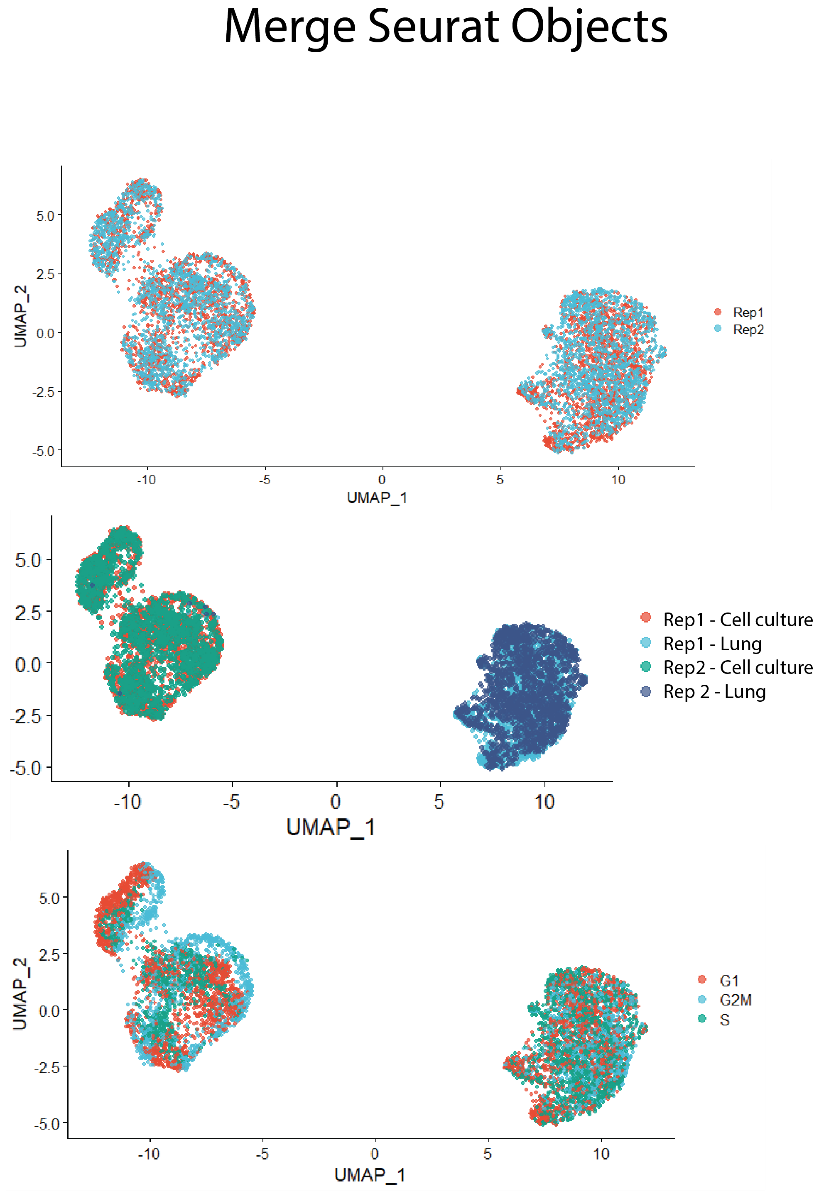 Merge Seurat Objects
5.0
2.5
0.0
-2.5
-5.0
UMAP_2
-10
-5
0
5
10
UMAP_1
Rep1
Rep2
5.0
2.5
0.0
-2.5
-5.0
-10
-5
0
5
10
UMAP_1
Rep1 - Cell culture
Rep1 - Lung
Rep2 - Cell culture
Rep 2 - Lung
5.0
2.5
0.0
-2.5
-5.0
UMAP_2
-10
-5
0
5
10
UMAP_1
G1
G2M
S